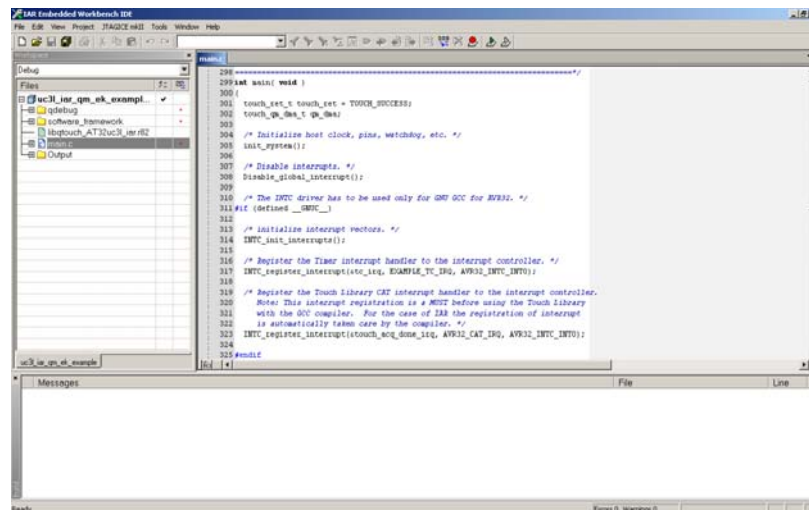 IAR Embedded Workbench IDE
File Edit View Project JTAGICE mkII Tools Window Help
Workspace
main.c
Debug
Files
uc3l_iar_qm_ek_exampl...
qdebug
software_framework
libqtouch_AT32uc3l_iar.r82
main.c
Output
uc3l_iar_qm_ek_example
298 ============================================================================*/
299 int main( void )
300 {
301 touch_ret_t touch_ret = TOUCH_SUCCESS;
302 touch_qm_dma_t qm_dma;
303
304 /* Initialize host clock, pins, watchdog, etc. */
305 init_system();
306
307 /* Disable interrupts. */
308 Disable_global_interrupt();
309
310 /* The INTC driver has to be used only for GNU GCC for AVR32. */
311 #if (defined __GNUC__)
312
313 /* initialize interrupt vectors. */
314 INTC_init_interrupts();
315
316 /* Register the Timer interrupt handler to the interrupt controller. */
317 INTC_register_interrupt(&tc_irq, EXAMPLE_TC_IRQ, AVR32_INTC_INT0);
318
319 /* Register the Touch Library CAT interrupt handler to the interrupt controller.
320 Note: This interrupt registration is a MUST before using the Touch Library
321 with the GCC compiler. For the case of IAR the registration of interrupt
322 is automatically taken care by the compiler. */
323 INTC_register_interrupt(&touch_acq_done_irq, AVR32_CAT_IRQ, AVR32_INTC_INT0);
324
325 #endif
Messages File Line
Ready
Errors 0, Warnings 0